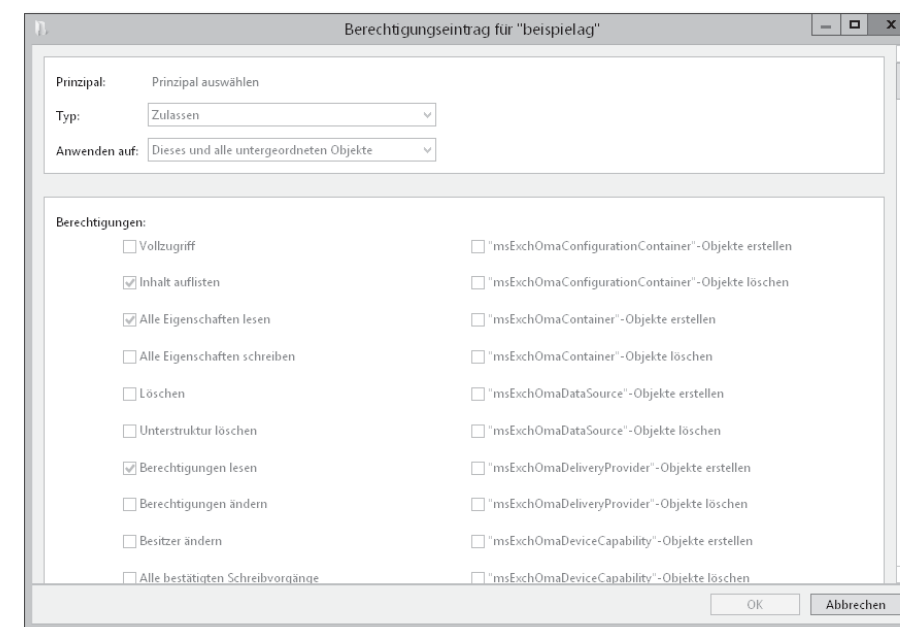 Berechtigungseintrag für "beispielag"
Prinzipal: Prinzipal auswählen
Typ: Zulassen
Anwenden auf: Dieses und alle untergeordneten Objekte
Berechtigungen:
Vollzugriff "msExchOmaConfigurationContainer"-Objekte erstellen
Inhalt auflisten "msExchOmaConfigurationContainer"-Objekte löschen
Alle Eigenschaften lesen "msExchOmaContainer"-Objekte erstellen
Alle Eigenschaften schreiben "msExchOmaContainer"-Objekte löschen
Löschen "msExchOmaDataSource"-Objekte erstellen
Unterstruktur löschen "msExchOmaDataSource"-Objekte löschen
Berechtigungen lesen "msExchOmaDeliveryProvider"-Objekte erstellen
Berechtigungen ändern "msExchOmaDeliveryProvider"-Objekte löschen
Besitzer ändern "msExchOmaDeviceCapability"-Objekte erstellen
Alle bestätigten Schreibvorgänge "msExchOmaDeviceCapability"-Objekte löschen
OK Abbrechen